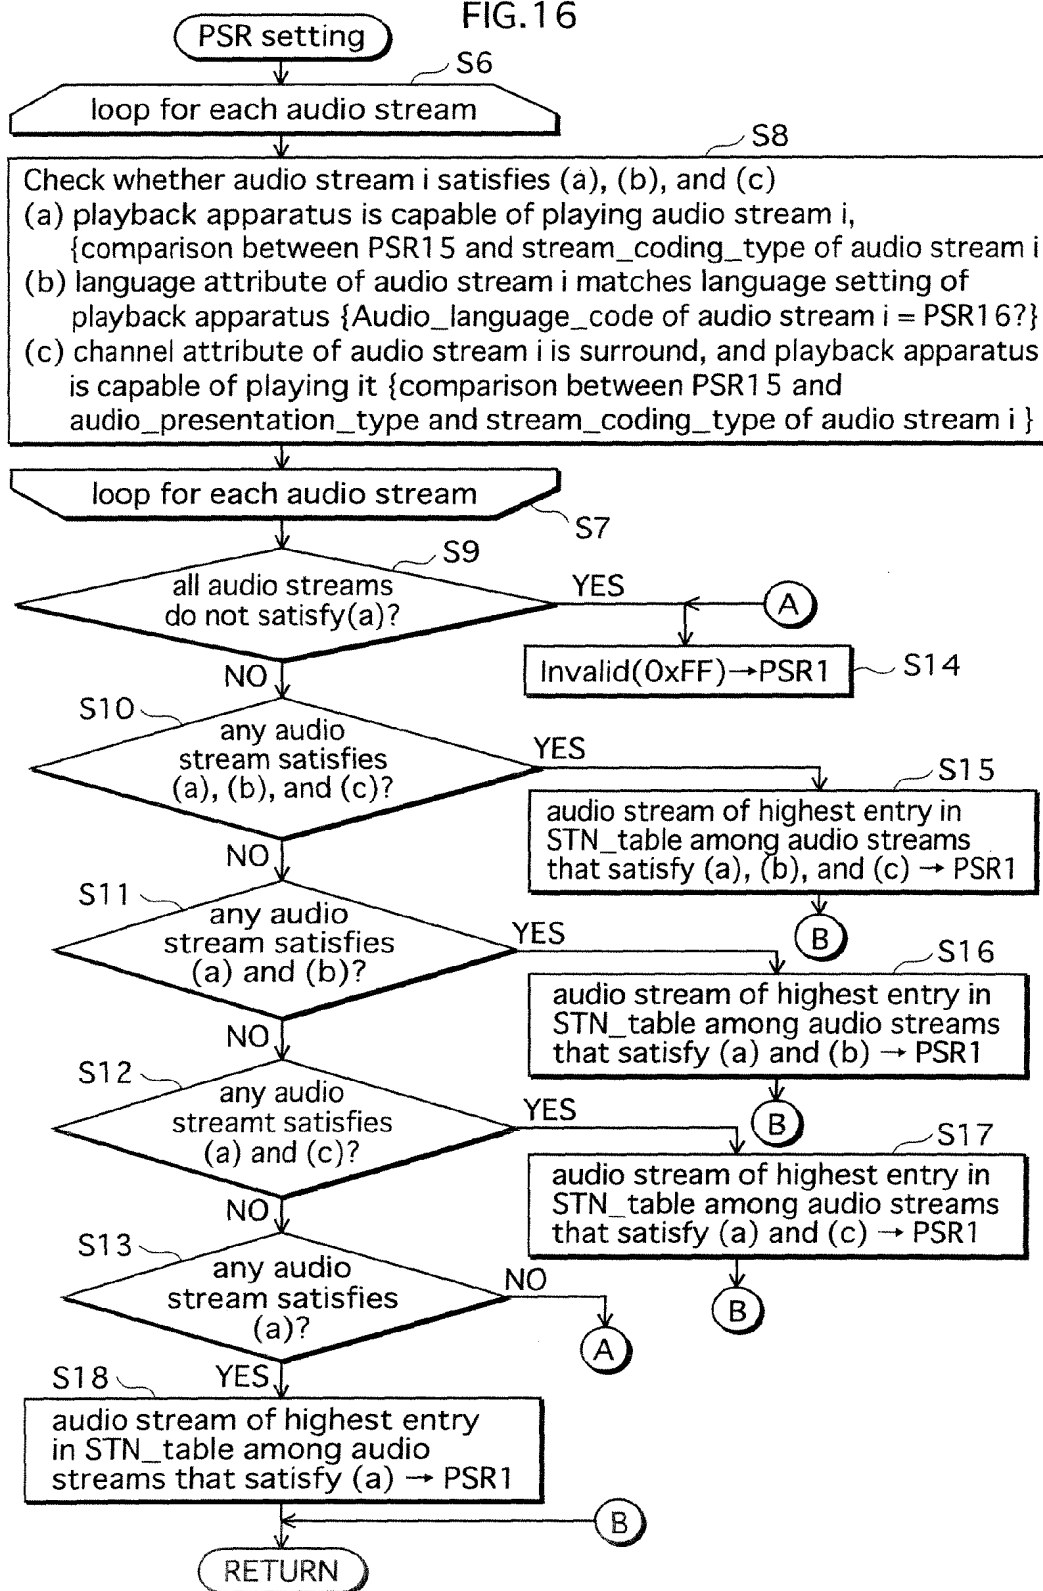 FIG.16
PSR setting
S6
loop for each audio stream
S8
Check whether audio stream i satisfies (a), (b), and (c)
(a) playback apparatus is capable of playing audio stream i,
{comparison between PSR15 and stream_coding_type of audio stream i
(b) language attribute of audio stream i matches language setting of
playback apparatus {Audio_language_code of audio stream i = PSR16?}
(c) channel attribute of audio stream i is surround, and playback apparatus
is capable of playing it {comparison between PSR15 and
audio_presentation_type and stream_coding_type of audio stream i }
loop for each audio stream
S7
S9
all audio streams
do not satisfy(a)?
YES
A
NO
Invalid(0xFF)→PSR1
S14
S10
any audio
stream satisfies
(a), (b), and (c)?
YES
S15
audio stream of highest entry in
STN_table among audio streams
that satisfy (a), (b), and (c) → PSR1
NO
B
S11
any audio
stream satisfies
(a) and (b)?
YES
S16
audio stream of highest entry in
STN_table among audio streams
that satisfy (a) and (b) → PSR1
NO
B
S12
any audio
streamt satisfies
(a) and (c)?
YES
S17
audio stream of highest entry in
STN_table among audio streams
that satisfy (a) and (c) → PSR1
NO
B
S13
any audio
stream satisfies
(a)?
NO
A
YES
S18
audio stream of highest entry
in STN_table among audio
streams that satisfy (a) → PSR1
B
RETURN